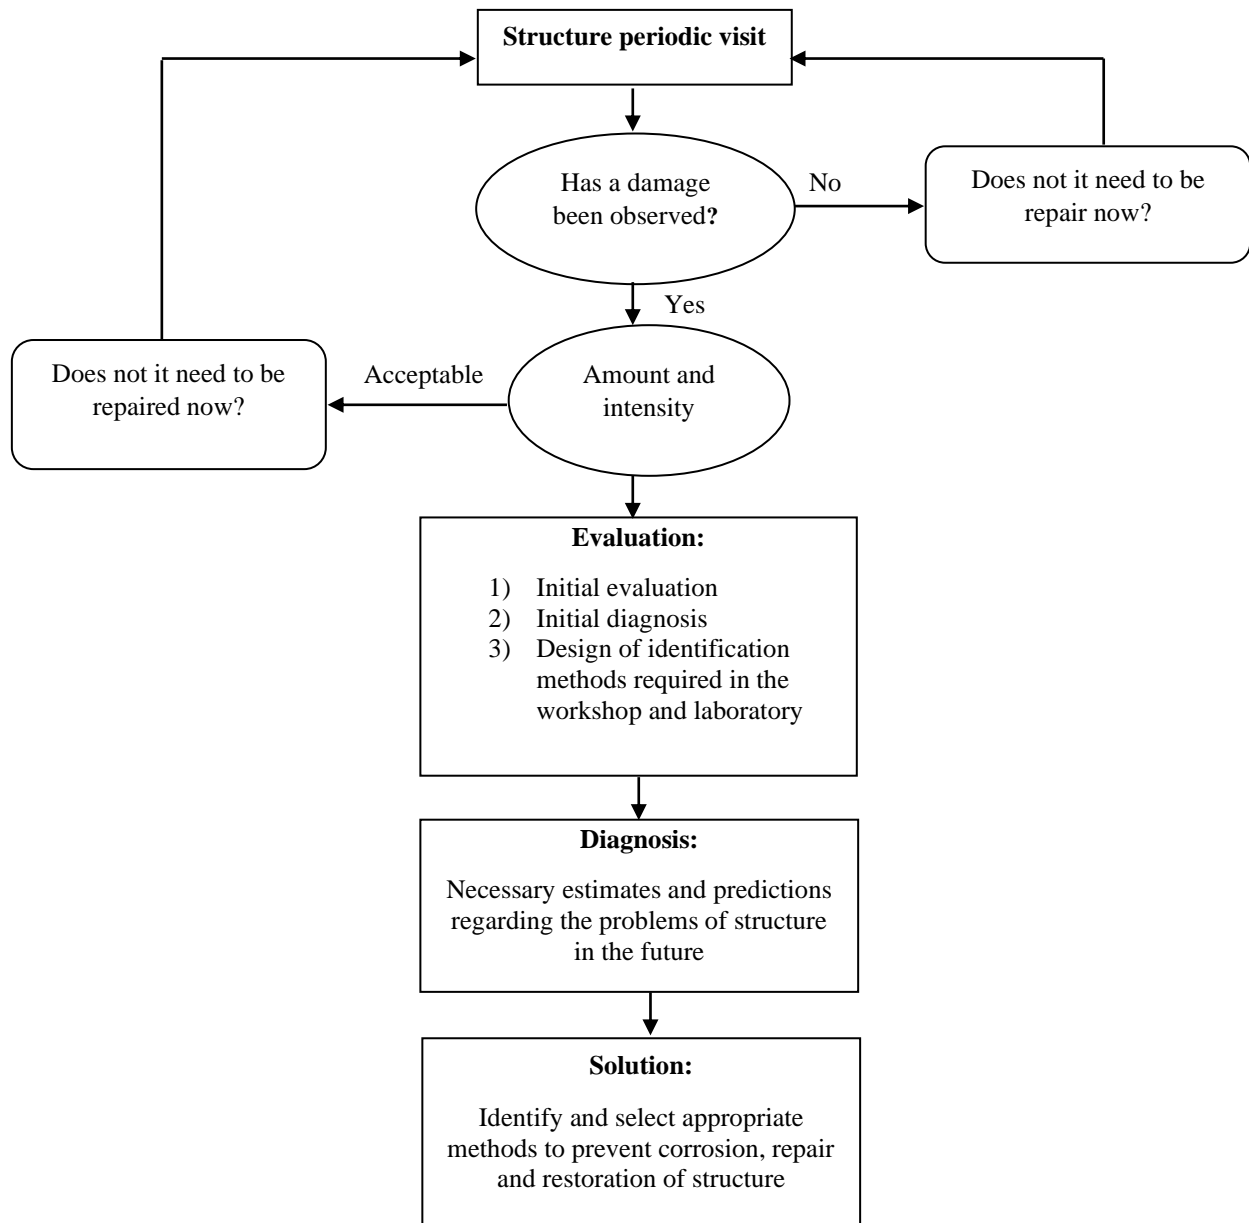 Structure periodic visit
Has a damage
been observed?
No
Does not it need to be
repair now?
Yes
Does not it need to be
repaired now?
Acceptable
Amount and
intensity
Evaluation:
1) Initial evaluation
2) Initial diagnosis
3) Design of identification
methods required in the
workshop and laboratory
Diagnosis:
Necessary estimates and predictions
regarding the problems of structure
in the future
Solution:
Identify and select appropriate
methods to prevent corrosion, repair
and restoration of structure